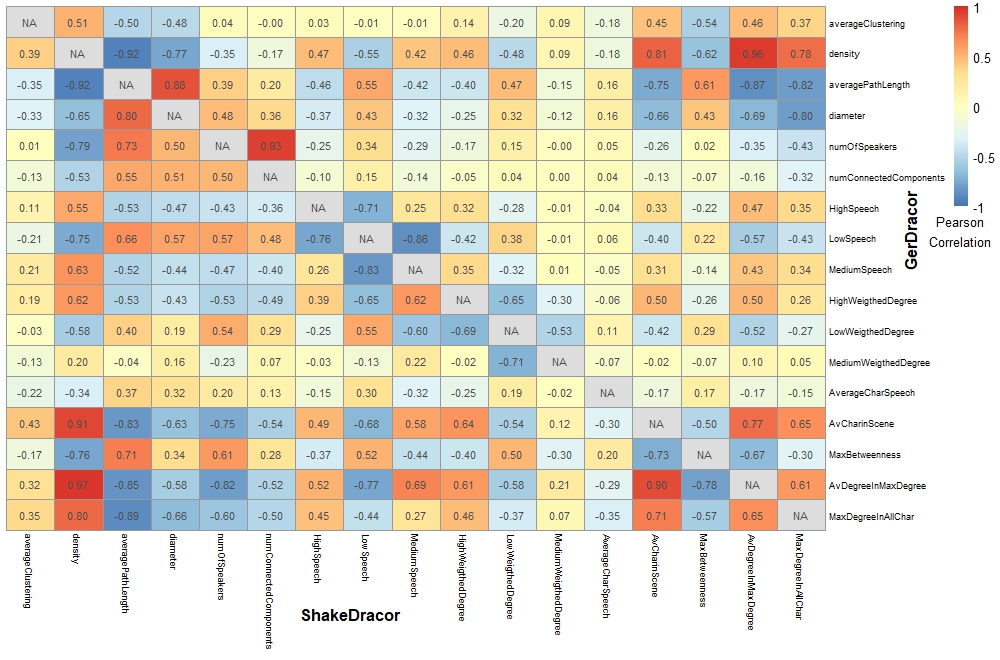 NA 0.51 -0.50 -0.48 0.04 -0.00 0.03 -0.01 -0.01 0.14 -0.20 0.09 -0.18 0.45 -0.54 0.46 0.37 averageClustering
0.39 NA -0.92 -0.77 -0.35 -0.17 0.47 -0.55 0.42 0.46 -0.48 0.09 -0.18 0.81 -0.62 0.96 0.78 density
-0.35 -0.92 NA 0.88 0.39 0.20 -0.46 0.55 -0.42 -0.40 0.47 -0.15 0.16 -0.75 0.61 -0.87 -0.82 averagePathLength
-0.33 -0.65 0.80 NA 0.48 0.36 -0.37 0.43 -0.32 -0.25 0.32 -0.12 0.16 -0.66 0.43 -0.69 -0.80 diameter
0.01 -0.79 0.73 0.50 NA 0.93 -0.25 0.34 -0.29 -0.17 0.15 -0.00 0.05 -0.26 0.02 -0.35 -0.43 numOfSpeakers
-0.13 -0.53 0.55 0.51 0.50 NA -0.10 0.15 -0.14 -0.05 0.04 0.00 0.04 -0.13 -0.07 -0.16 -0.32 numConnectedComponents
0.11 0.55 -0.53 -0.47 -0.43 -0.36 NA -0.71 0.25 0.32 -0.28 -0.01 -0.04 0.33 -0.22 0.47 0.35 HighSpeech
-0.21 -0.75 0.66 0.57 0.57 0.48 -0.76 NA -0.86 -0.42 0.38 -0.01 0.06 -0.40 0.22 -0.57 -0.43 LowSpeech
0.21 0.63 -0.52 -0.44 -0.47 -0.40 0.26 -0.83 NA 0.35 -0.32 0.01 -0.05 0.31 -0.14 0.43 0.34 MediumSpeech
0.19 0.62 -0.53 -0.43 -0.53 -0.49 0.39 -0.65 0.62 NA -0.65 -0.30 -0.06 0.50 -0.26 0.50 0.26 HighWeigthedDegree
-0.03 -0.58 0.40 0.19 0.54 0.29 -0.25 0.55 -0.60 -0.69 NA -0.53 0.11 -0.42 0.29 -0.52 -0.27 LowWeigthedDegree
-0.13 0.20 -0.04 0.16 -0.23 0.07 -0.03 -0.13 0.22 -0.02 -0.71 NA -0.07 -0.02 -0.07 0.10 0.05 MediumWeigthedDegree
-0.22 -0.34 0.37 0.32 0.20 0.13 -0.15 0.30 -0.32 -0.25 0.19 -0.02 NA -0.17 0.17 -0.17 -0.15 AverageCharSpeech
0.43 0.91 -0.83 -0.63 -0.75 -0.54 0.49 -0.68 0.58 0.64 -0.54 0.12 -0.30 NA -0.50 0.77 0.65 AvCharinScene
-0.17 -0.76 0.71 0.34 0.61 0.28 -0.37 0.52 -0.44 -0.40 0.50 -0.30 0.20 -0.73 NA -0.67 -0.30 MaxBetweenness
0.32 0.97 -0.85 -0.58 -0.82 -0.52 0.52 -0.77 0.69 0.61 -0.58 0.21 -0.29 0.90 -0.78 NA 0.61 AvDegreeInMaxDegree
0.35 0.80 -0.89 -0.66 -0.60 -0.50 0.45 -0.44 0.27 0.46 -0.37 0.07 -0.35 0.71 -0.57 0.65 NA MaxDegreeInAllChar
averageClustering
density
averagePathLength
diameter
numOfSpeakers
numConnectedComponents
HighSpeech
LowSpeech
MediumSpeech
HighWeigthedDegree
LowWeigthedDegree
MediumWeigthedDegree
AverageCharSpeech
AvCharinScene
MaxBetweenness
AvDegreeInMaxDegree
MaxDegreeInAllChar
ShakeDracor
GerDracor
1
0.5
0
-0.5
-1
Pearson
Correlation